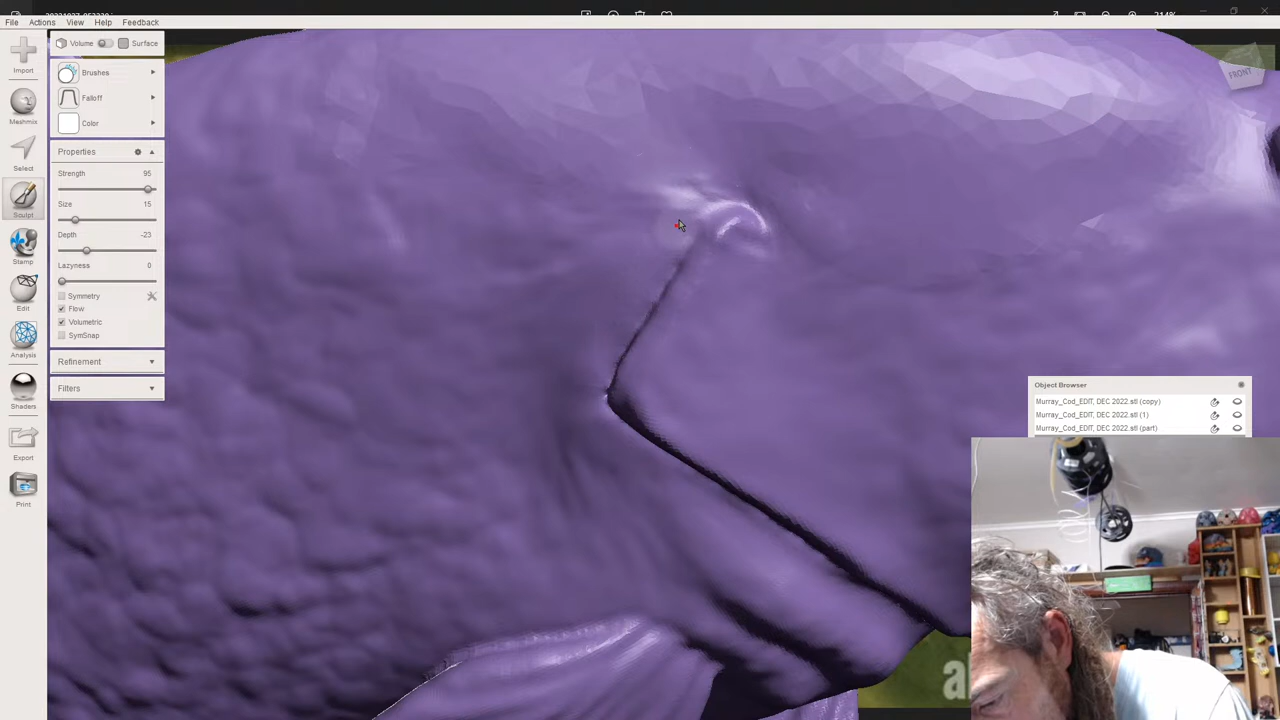 File Actions View Help Feedback
Import
Meshmix
Select
Sculpt
Stamp
Edit
Analysis
Shaders
Export
Print
Volume Surface
Brushes
Falloff
Color
Properties
Strength 95
Size 15
Depth -23
Lazyness 0
Symmetry
Flow
Volumetric
SymSnap
Refinement
Filters
FRONT
Object Browser
Murray_Cod_EDIT, DEC 2022.stl (copy)
Murray_Cod_EDIT, DEC 2022.stl (1)
Murray_Cod_EDIT, DEC 2022.stl (part)